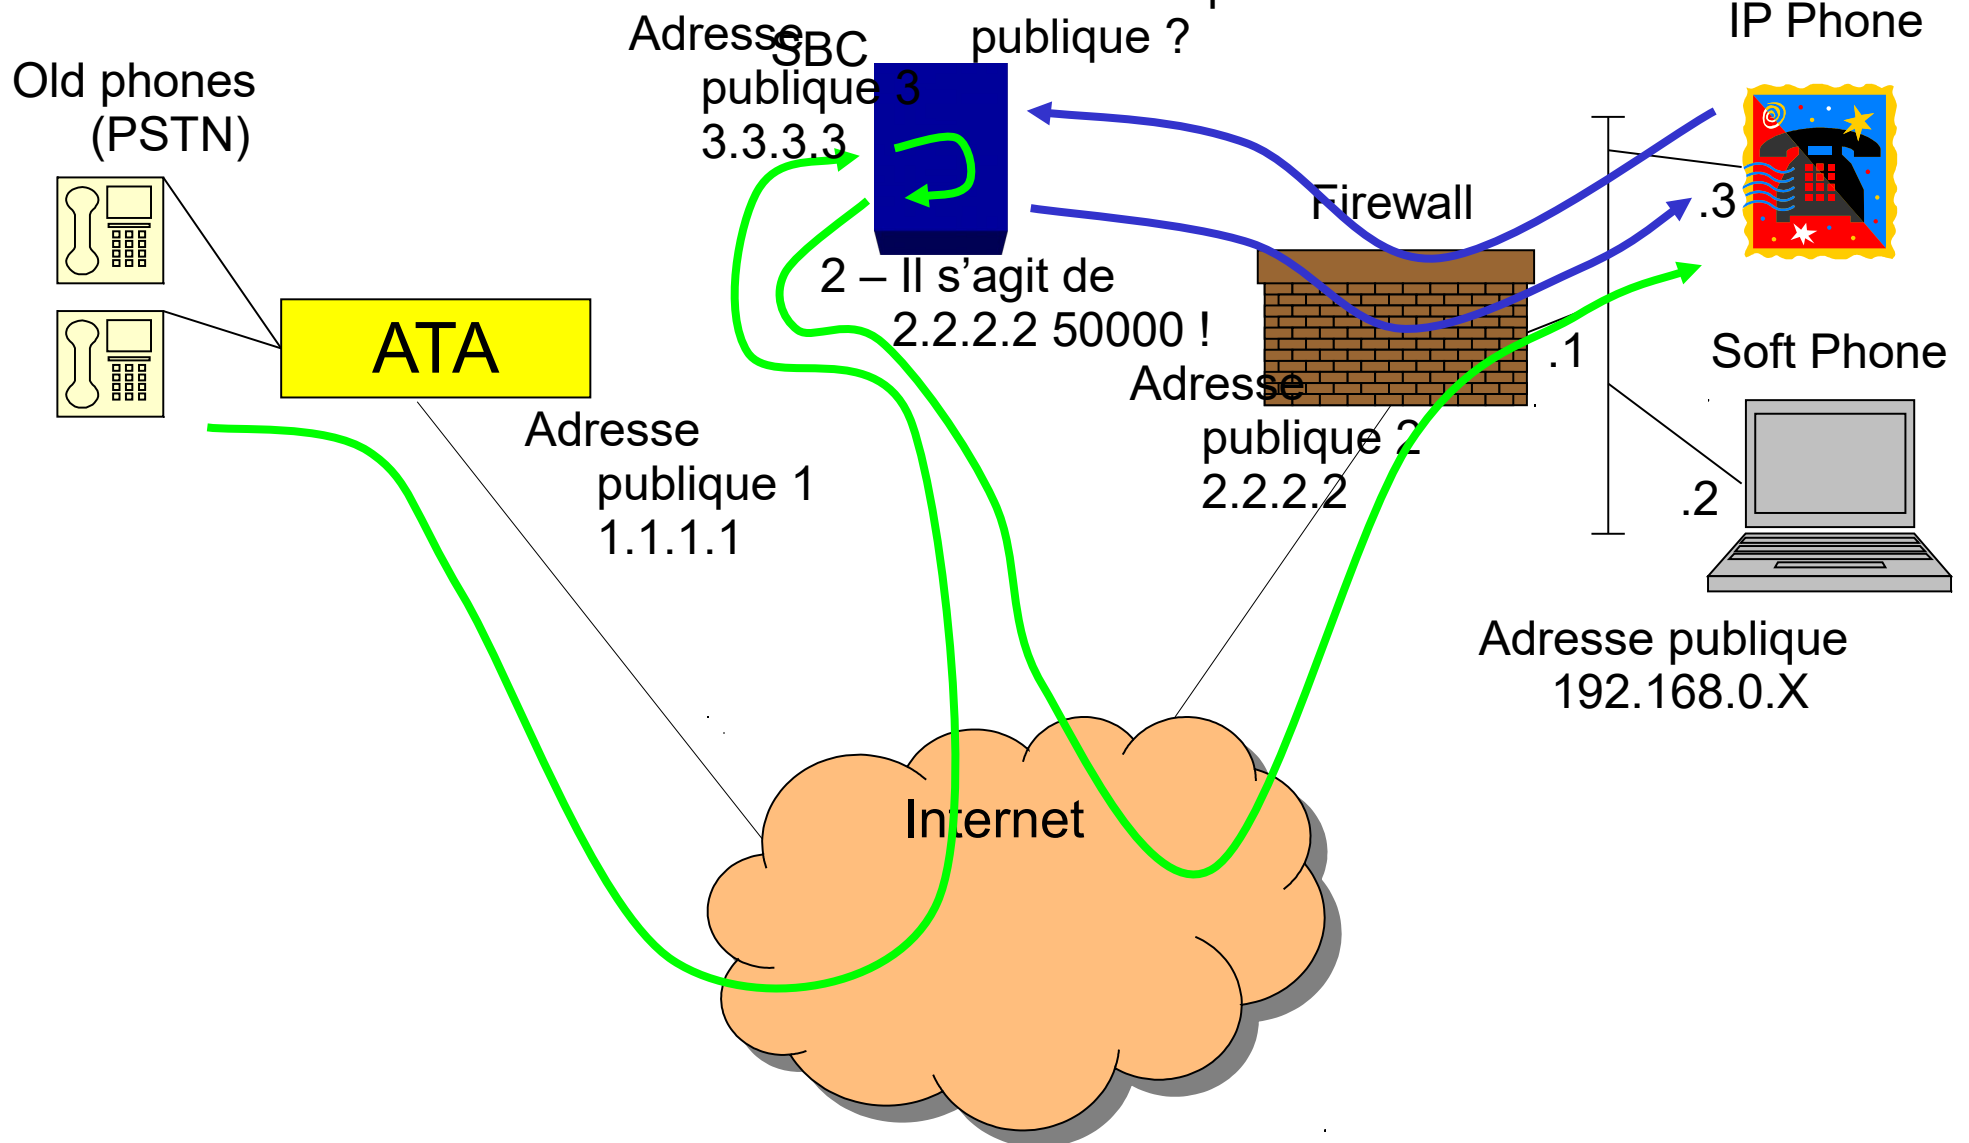 publique ?
IP Phone
Adresse
publique 3
3.3.3.3
SBC
Old phones
(PSTN)
Firewall
.3
2 – Il s’agit de
2.2.2.2 50000 !
ATA
.1
Soft Phone
Adresse
publique 2
2.2.2.2
Adresse
publique 1
1.1.1.1
.2
Adresse publique
192.168.0.X
Internet